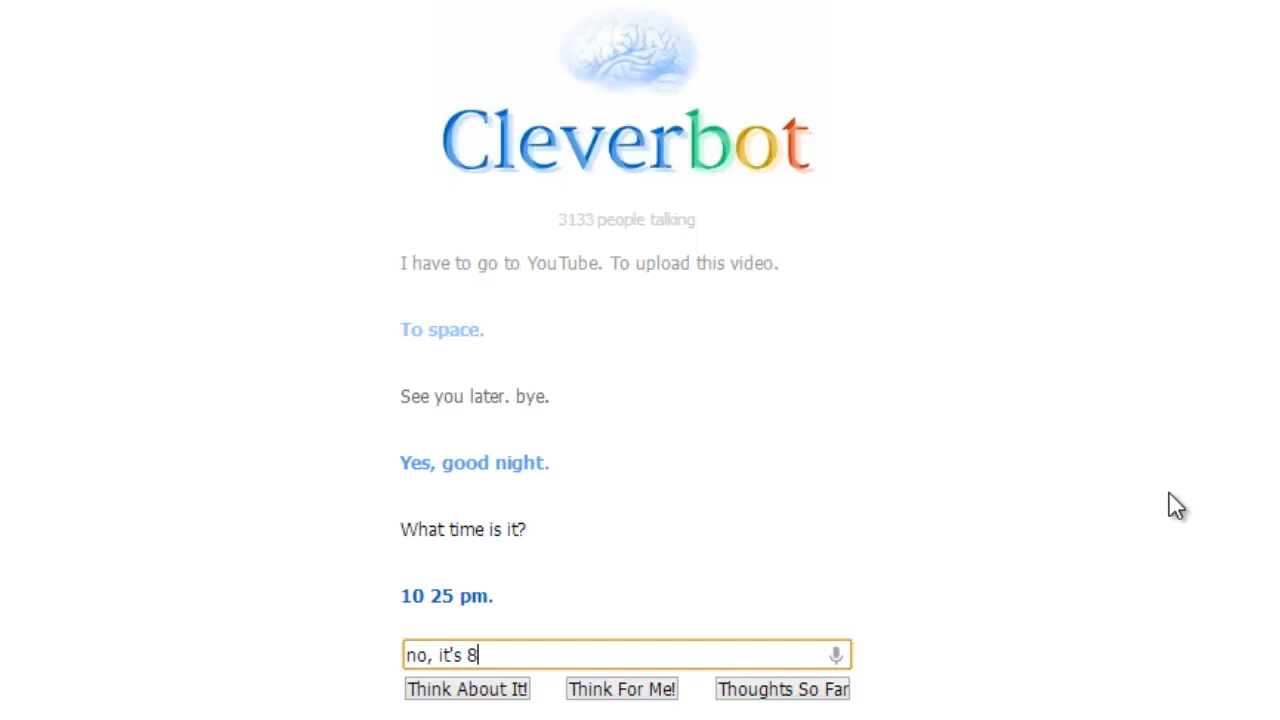 Cleverbot
3133 people talking
I have to go to YouTube. To upload this video.
To space.
See you later. bye.
Yes, good night.
What time is it?
10 25 pm.
no, it's 8
Think About It! Think For Me! Thoughts So Far